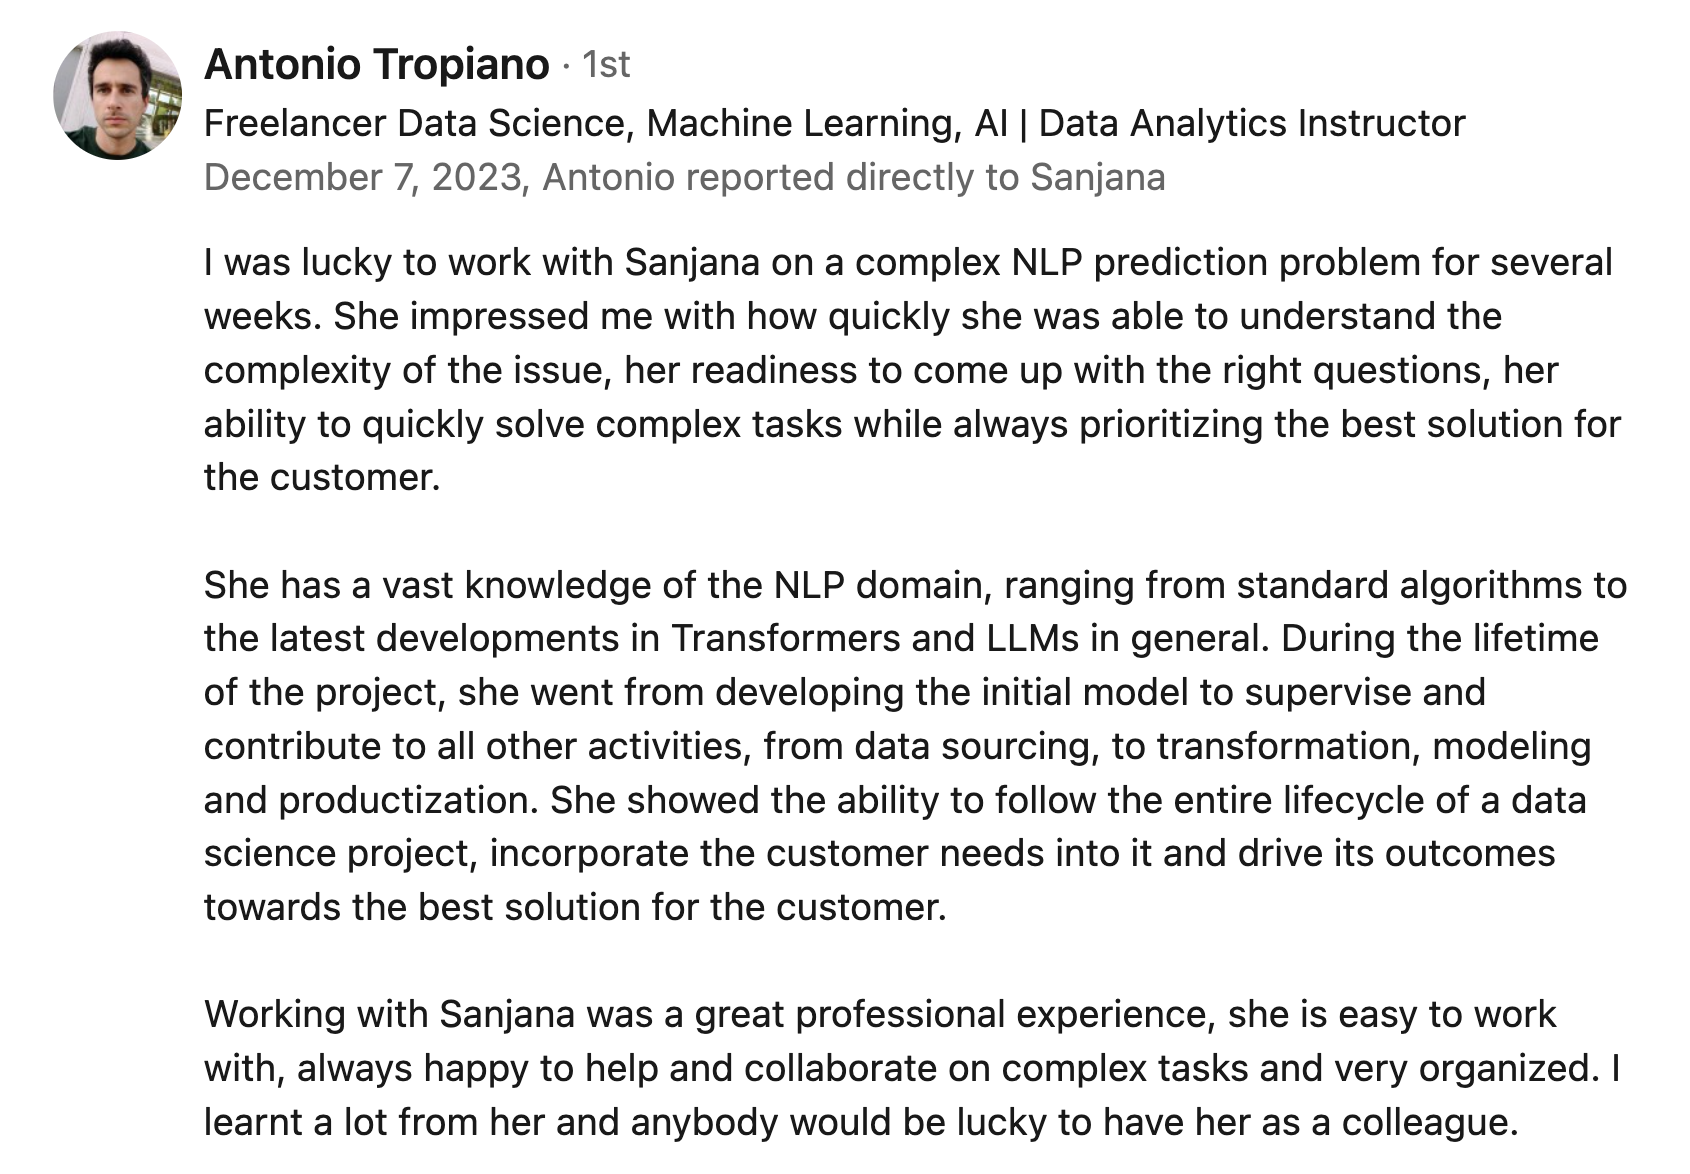 Antonio Tropiano · 1st
Freelancer Data Science, Machine Learning, AI | Data Analytics Instructor
December 7, 2023, Antonio reported directly to Sanjana
I was lucky to work with Sanjana on a complex NLP prediction problem for several
weeks. She impressed me with how quickly she was able to understand the
complexity of the issue, her readiness to come up with the right questions, her
ability to quickly solve complex tasks while always prioritizing the best solution for
the customer.
She has a vast knowledge of the NLP domain, ranging from standard algorithms to
the latest developments in Transformers and LLMs in general. During the lifetime
of the project, she went from developing the initial model to supervise and
contribute to all other activities, from data sourcing, to transformation, modeling
and productization. She showed the ability to follow the entire lifecycle of a data
science project, incorporate the customer needs into it and drive its outcomes
towards the best solution for the customer.
Working with Sanjana was a great professional experience, she is easy to work
with, always happy to help and collaborate on complex tasks and very organized. I
learnt a lot from her and anybody would be lucky to have her as a colleague.